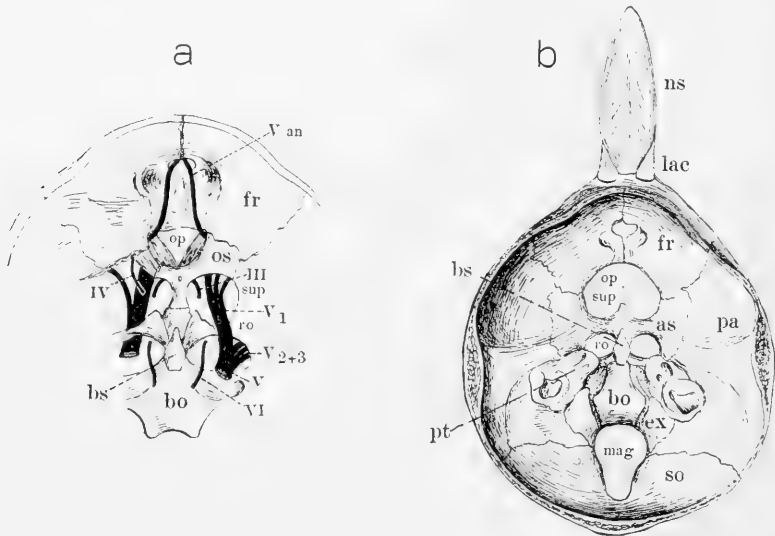 a
V an
fr
op
os
IV
III
sup
V1
ro
V2+3
V
bs
bo
VI
b
ns
lac
fr
bs
op
sup
as
pa
ro
bo
pt
ex
mag
so